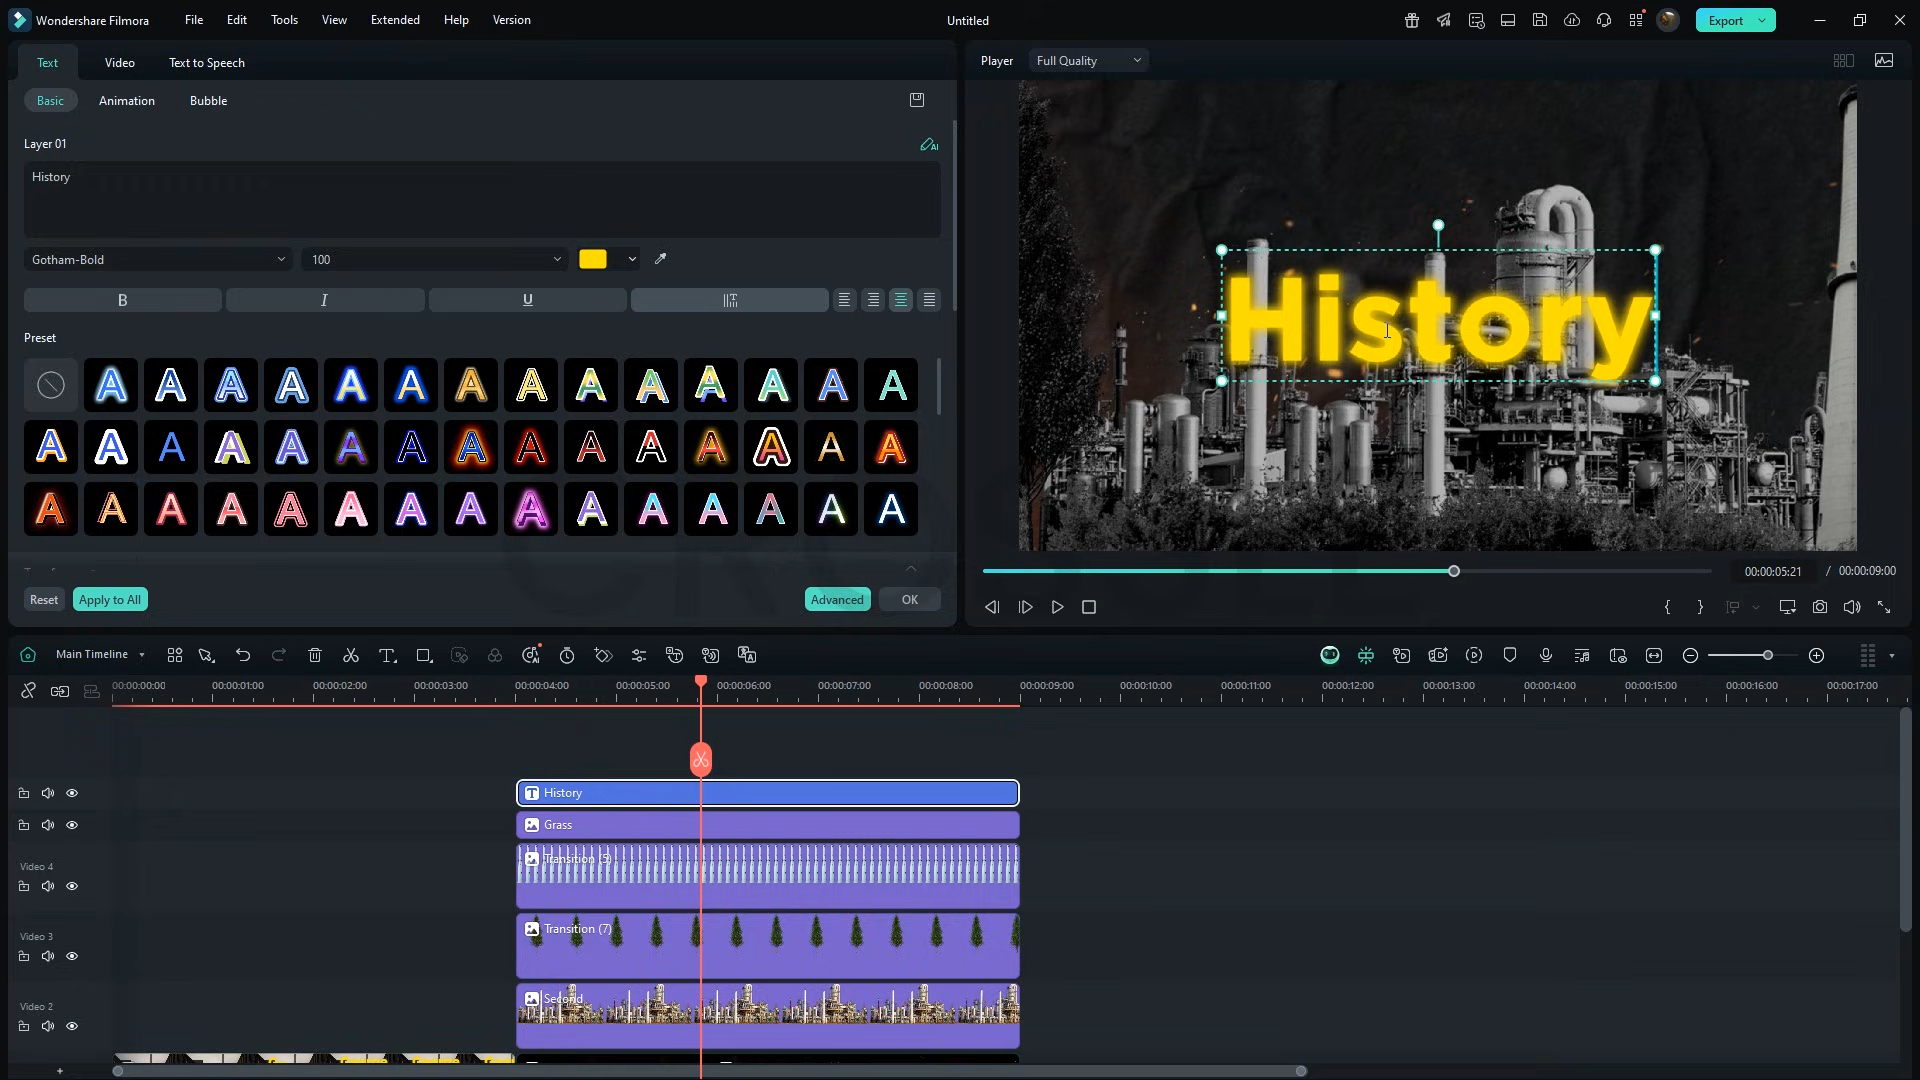 Wondershare Filmora File Edit Tools View Extended Help Version Untitled Export
Text Video Text to Speech
Basic Animation Bubble
Layer 01
History
Gotham-Bold 100
B I U
Preset
Reset Apply to All Advanced OK
Player Full Quality
History
00:00:05:21 / 00:00:09:00
Main Timeline
00:00:00:00 00:00:01:00 00:00:02:00 00:00:03:00 00:00:04:00 00:00:05:00 00:00:06:00 00:00:07:00 00:00:08:00 00:00:09:00 00:00:10:00 00:00:11:00 00:00:12:00 00:00:13:00 00:00:14:00 00:00:15:00 00:00:16:00 00:00:17:00
History
Grass
Video 4
Transition (5)
Video 3
Transition (7)
Video 2
Second